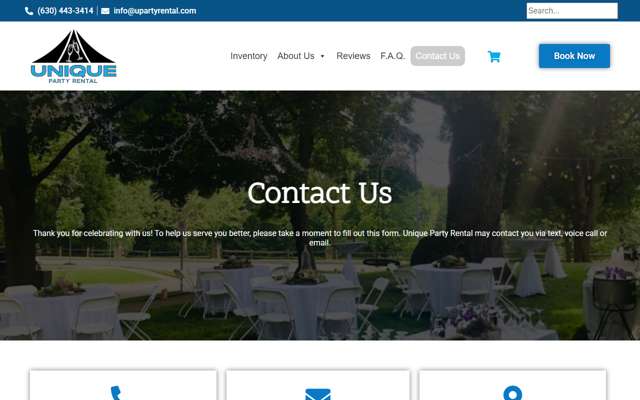 (630) 443-3414
info@upartyrental.com
Search...
UNIQUE
PARTY RENTAL
Inventory
About Us
Reviews
F.A.Q.
Contact Us
Book Now
Contact Us
Thank you for celebrating with us! To help us serve you better, please take a moment to fill out this form. Unique Party Rental may contact you via text, voice call or
email.